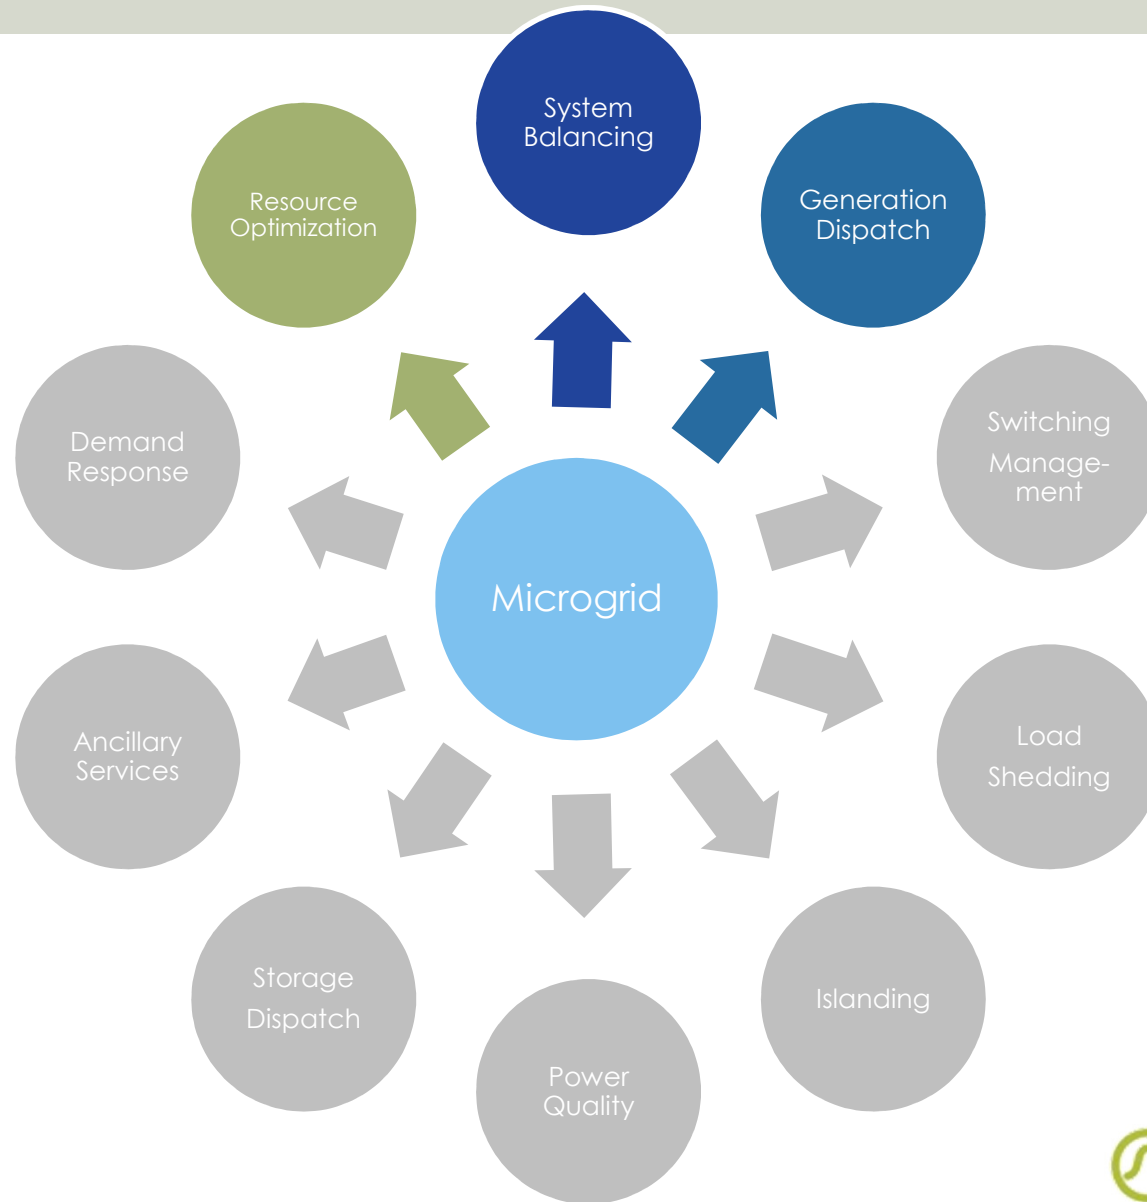 System
Balancing
Generation
Dispatch
Switching
Manage-
ment
Load
Shedding
Islanding
Power
Quality
Storage
Dispatch
Ancillary
Services
Demand
Response
Resource
Optimization
Microgrid